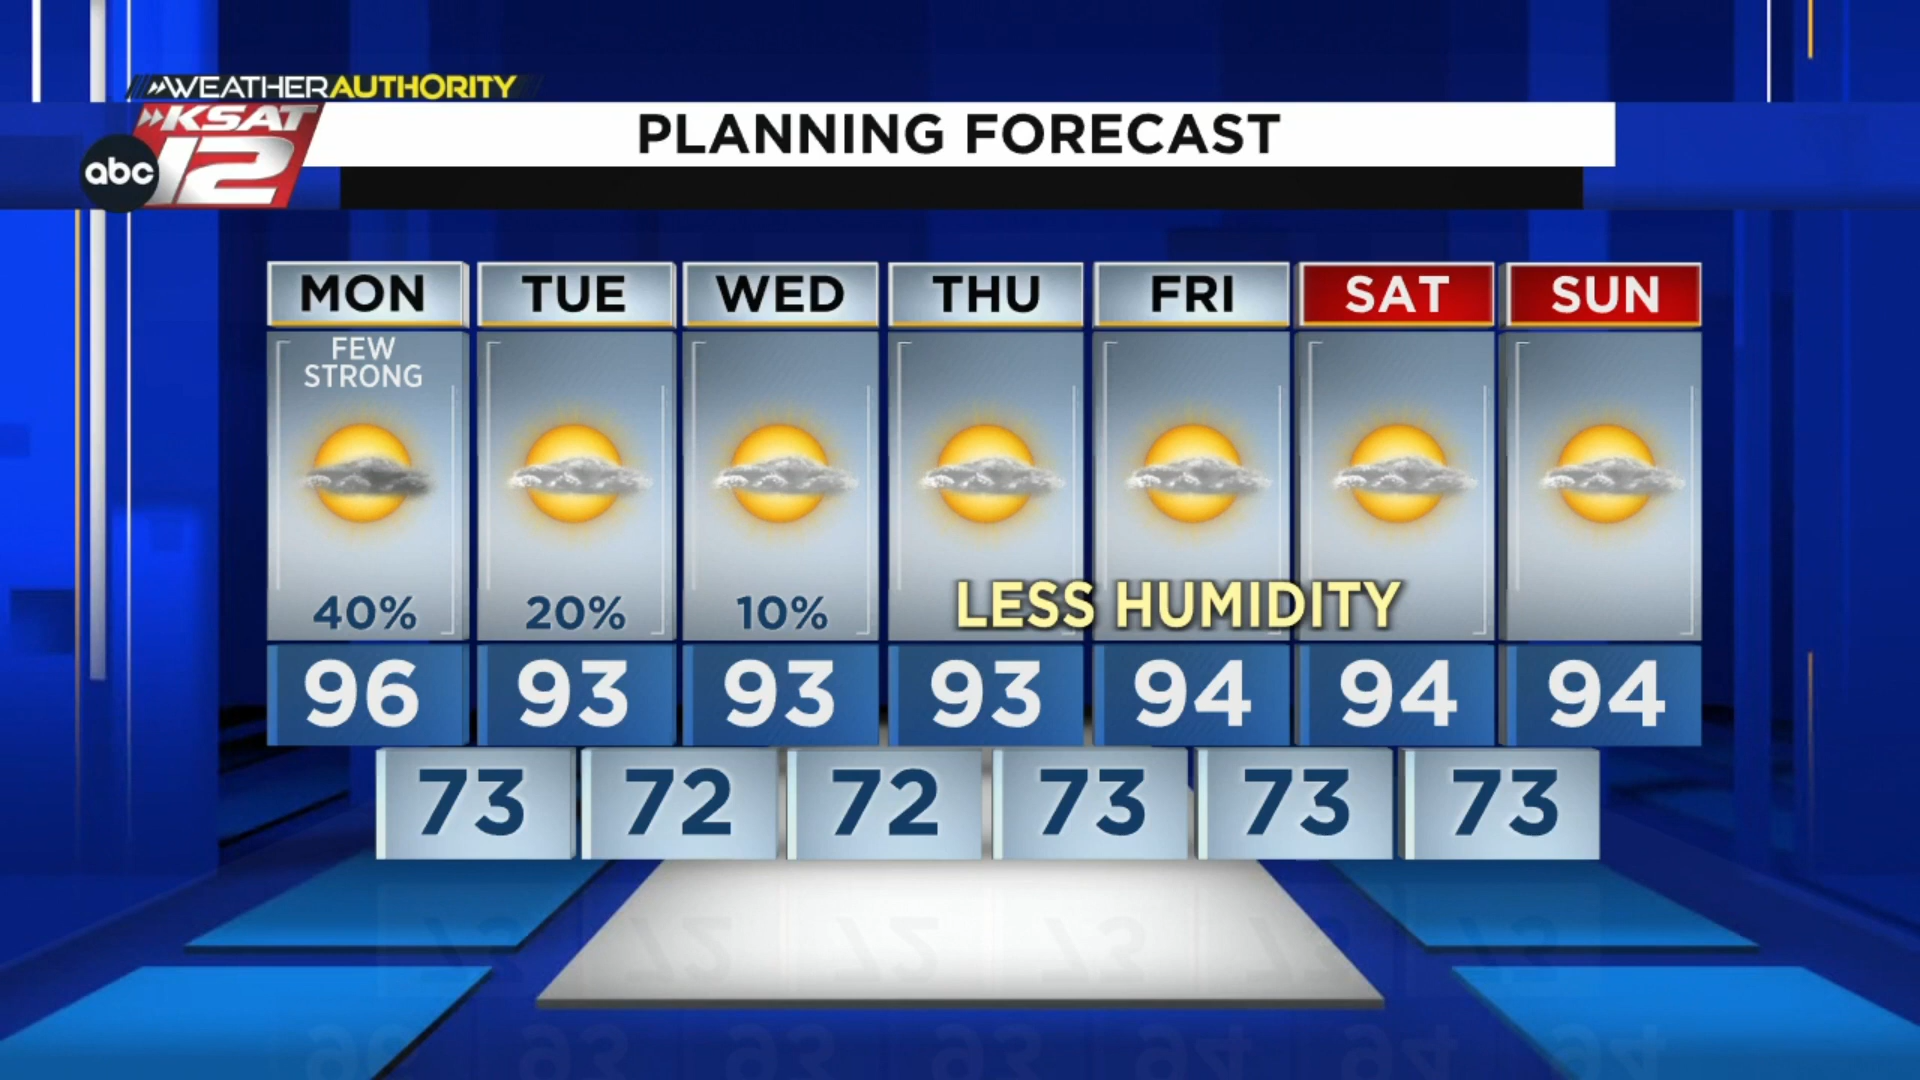 WEATHERAUTHORITY
KSAT
12
abc
PLANNING FORECAST
MON TUE WED THU FRI SAT SUN
FEW
STRONG
40% 20% 10% LESS HUMIDITY
96 93 93 93 94 94 94
73 72 72 73 73 73